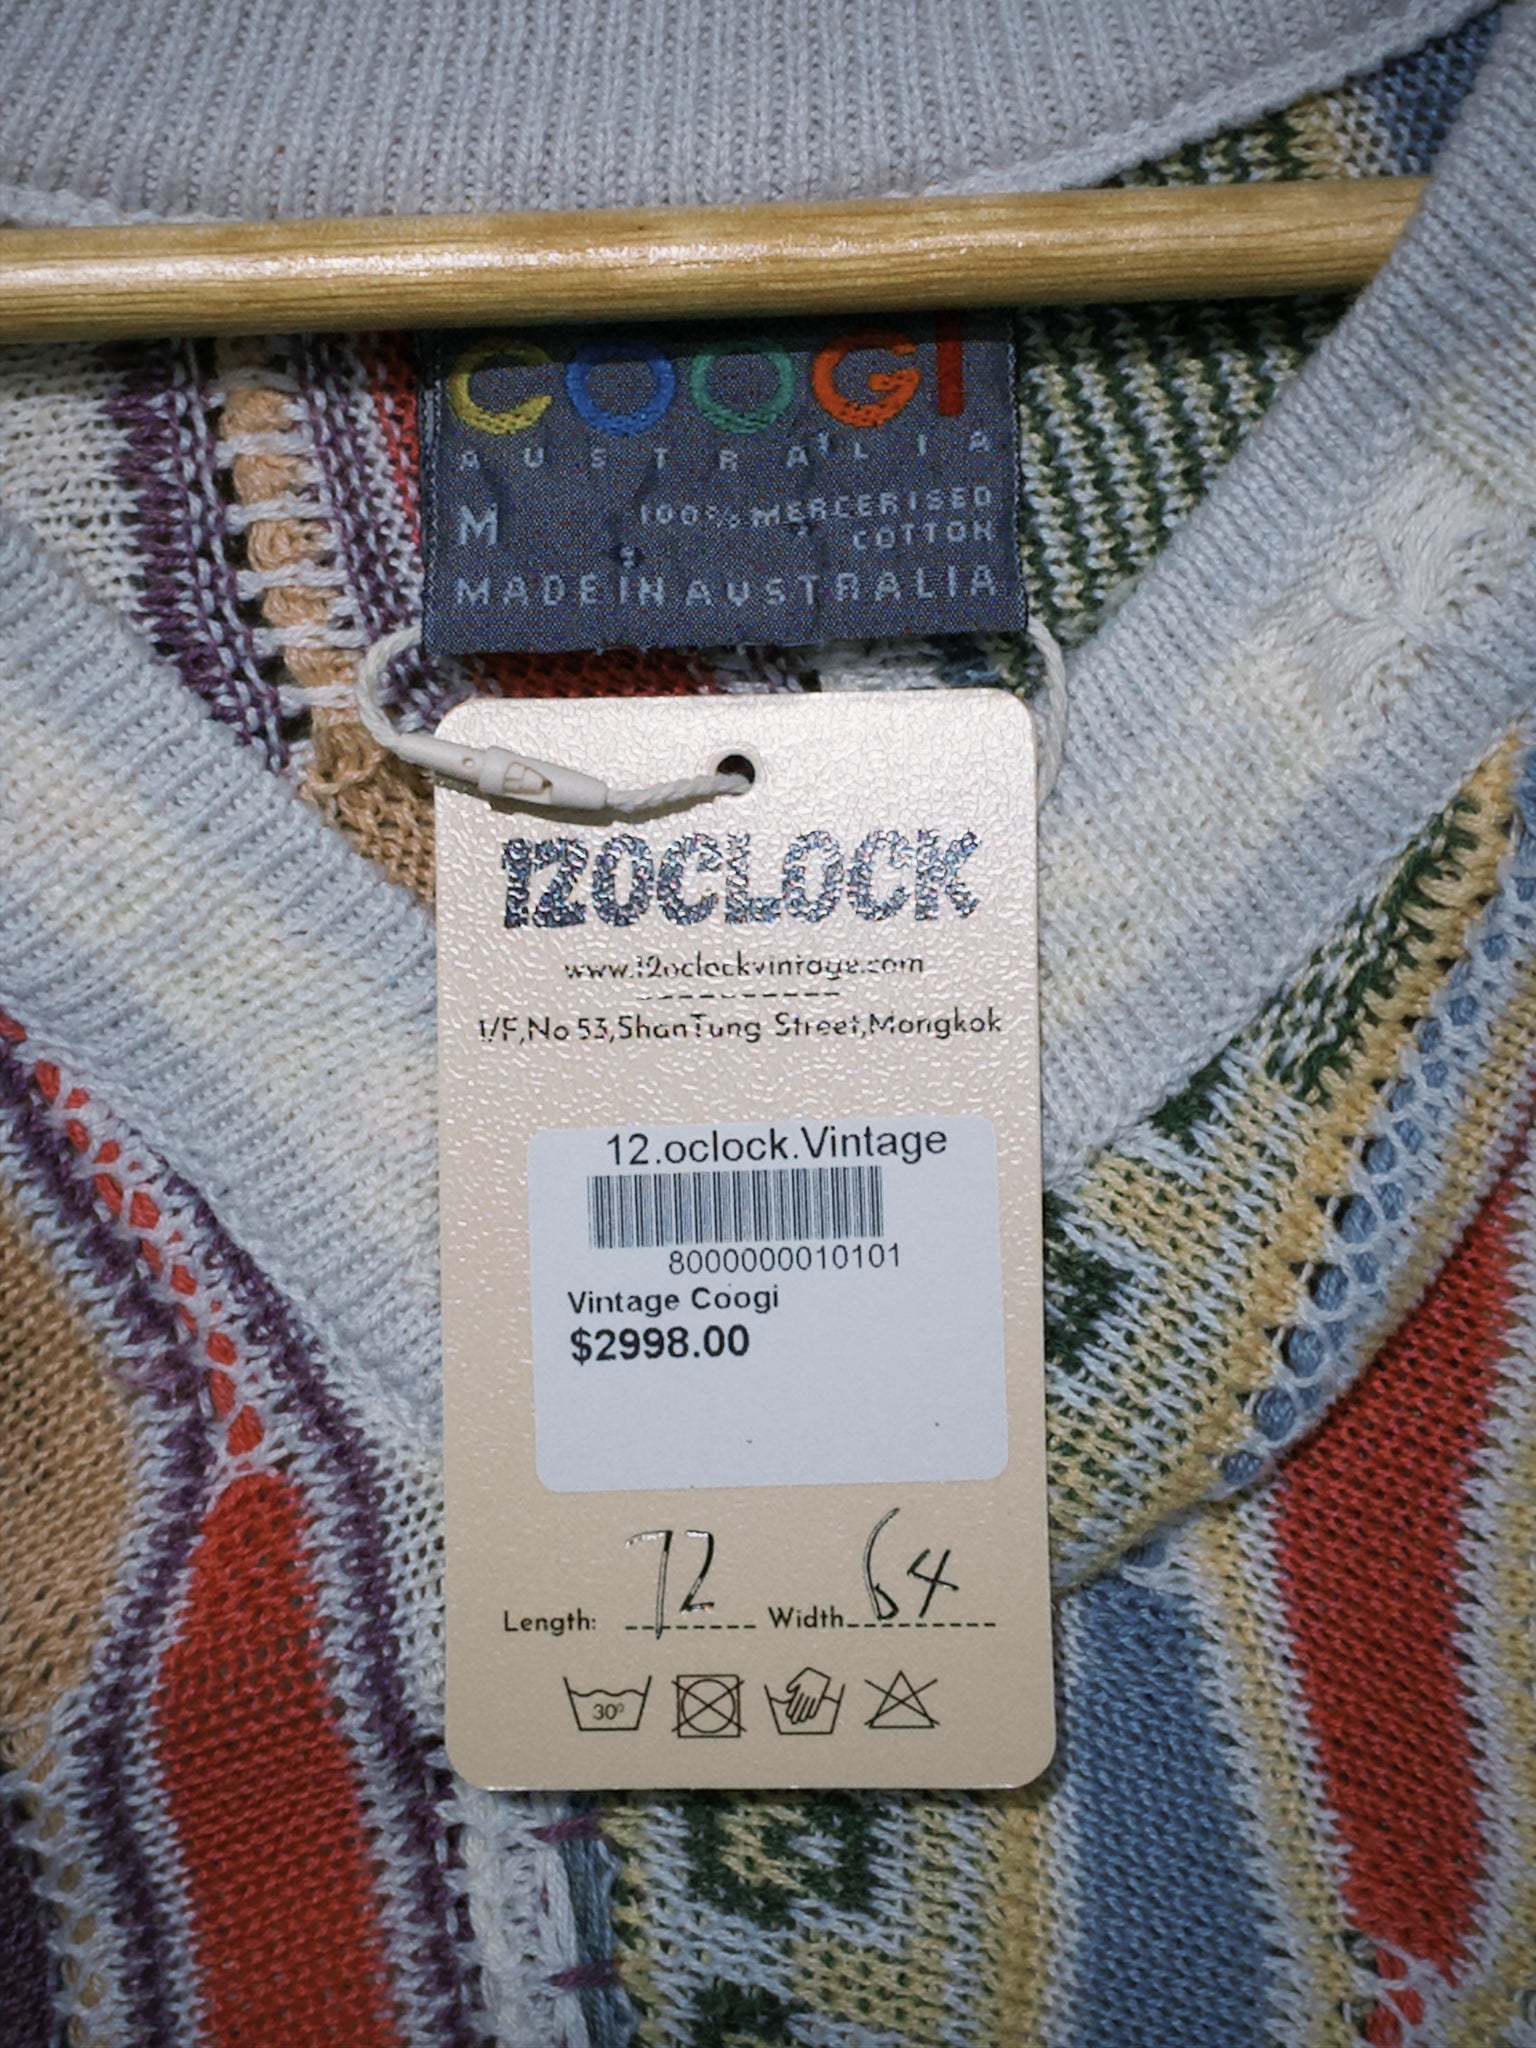 COOGI
AUSTRALIA
M
100% MERCERISED
COTTON
MADE IN AUSTRALIA
12OCLOCK
www.12oclockvintage.com
1/F,No 53,ShanTung Street,Mongkok
12.oclock.Vintage
8000000010101
Vintage Coogi
$2998.00
Length: 72 Width 64
30°